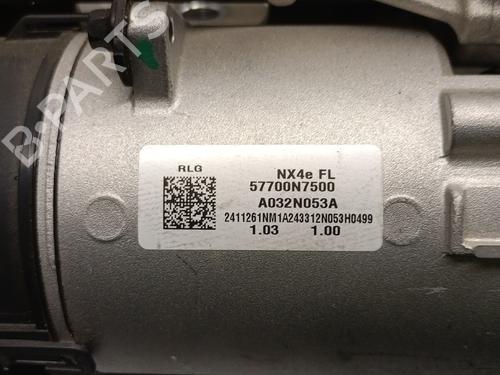 B-PARTS
RLG
NX4e FL
57700N7500
A032N053A
2411261NM1A243312N053H0499
1.03 1.00